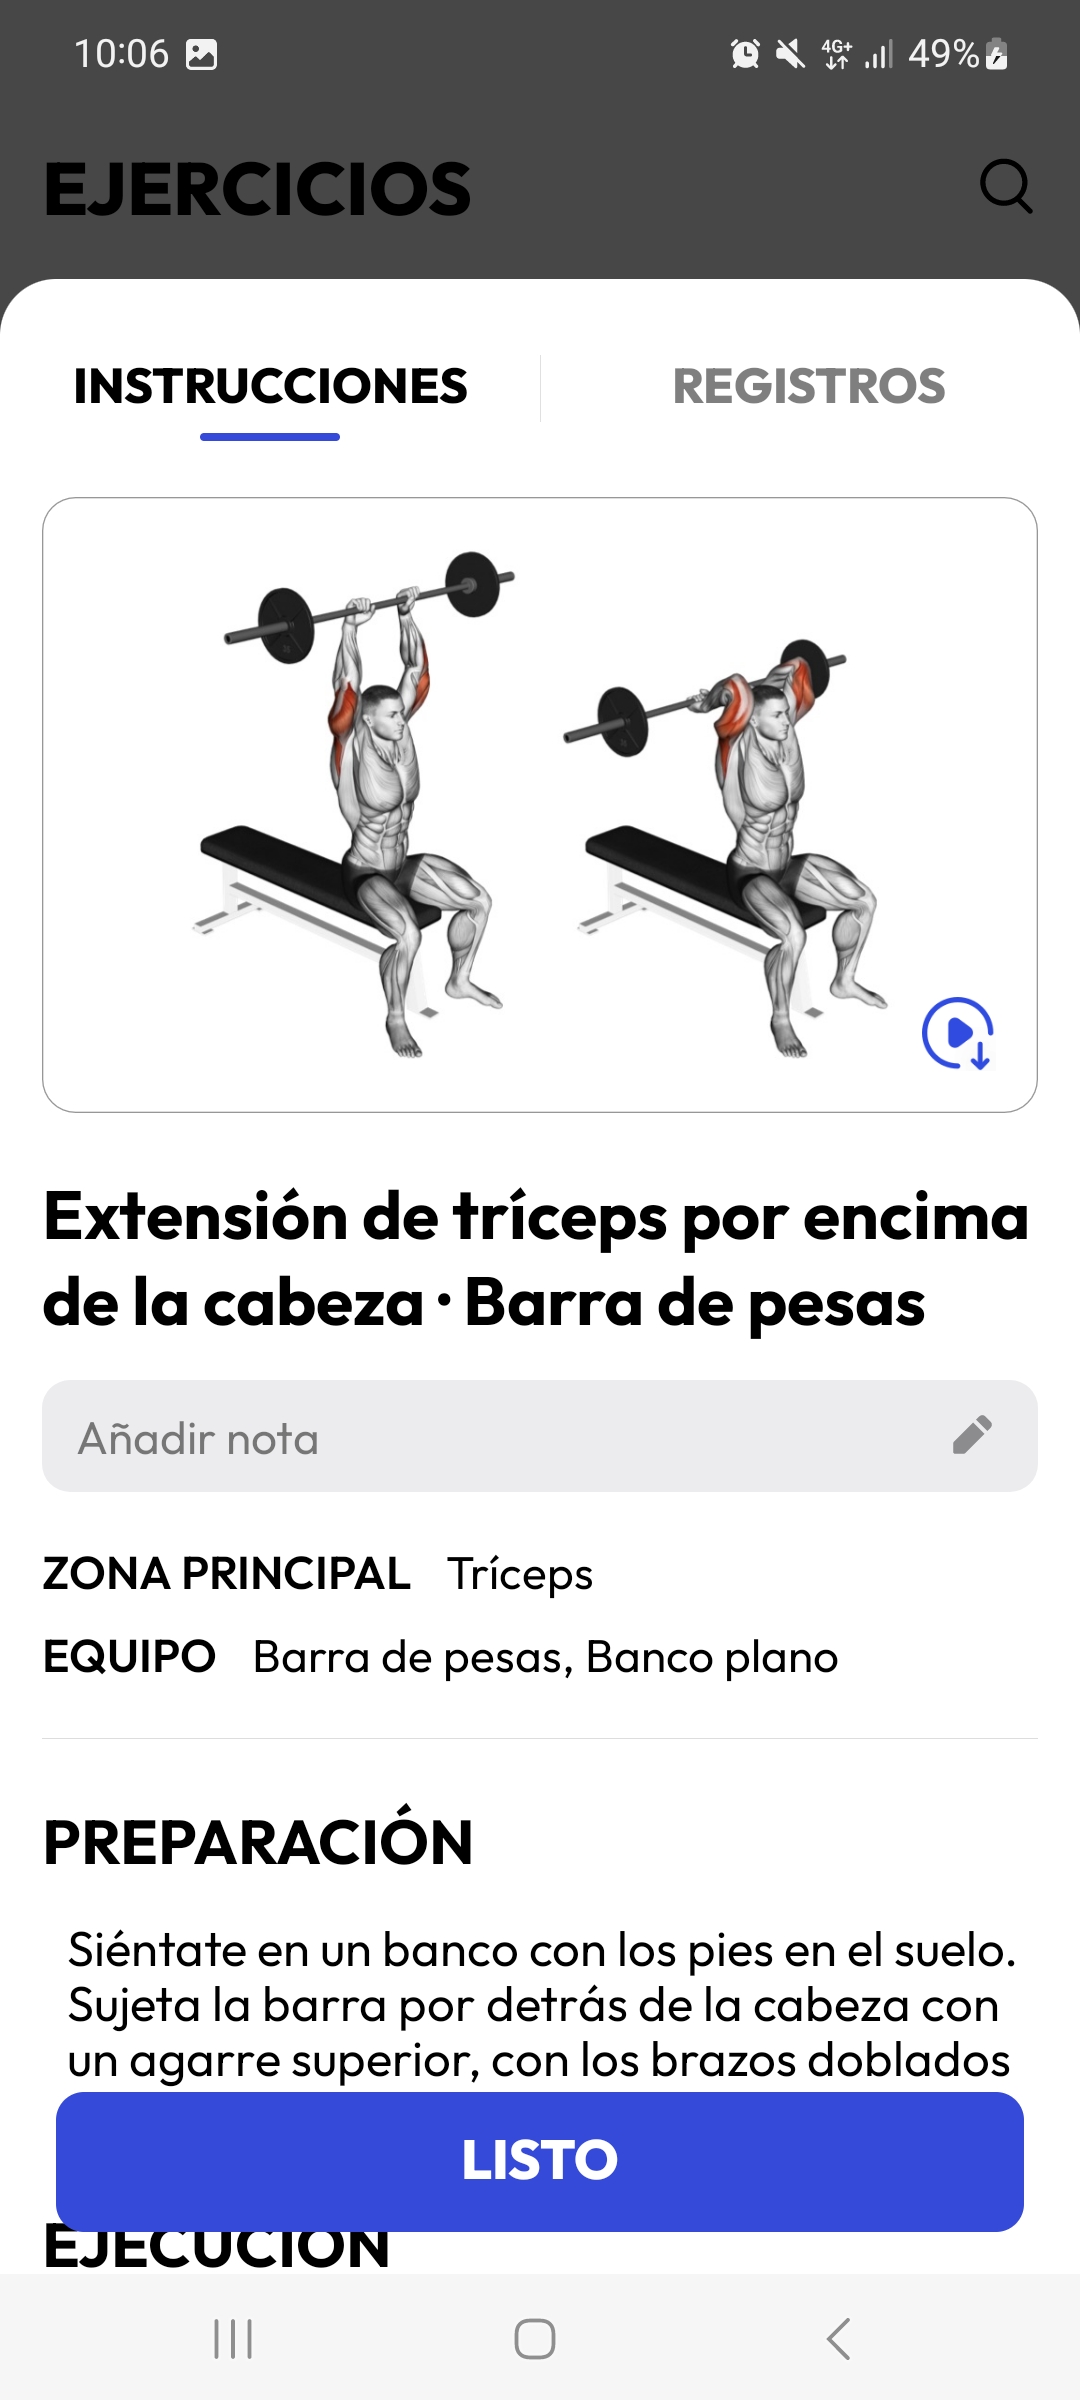 10:06 4G+ 49%
EJERCICIOS
INSTRUCCIONES REGISTROS
Extensión de tríceps por encima
de la cabeza · Barra de pesas
Añadir nota
ZONA PRINCIPAL Tríceps
EQUIPO Barra de pesas, Banco plano
PREPARACIÓN
Siéntate en un banco con los pies en el suelo.
Sujeta la barra por detrás de la cabeza con
un agarre superior, con los brazos doblados
LISTO
EJECUCIÓN